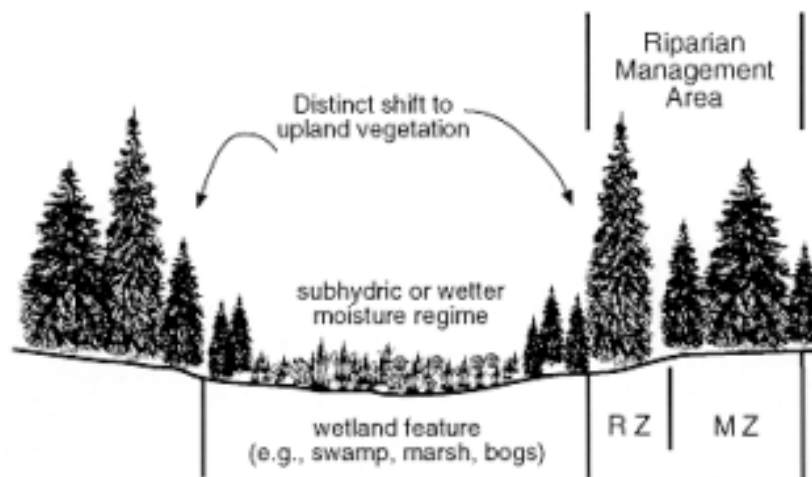 Riparian
Management
Area
Distinct shift to
upland vegetation
subhydric or wetter
moisture regime
wetland feature
(e.g., swamp, marsh, bogs)
R Z
M Z